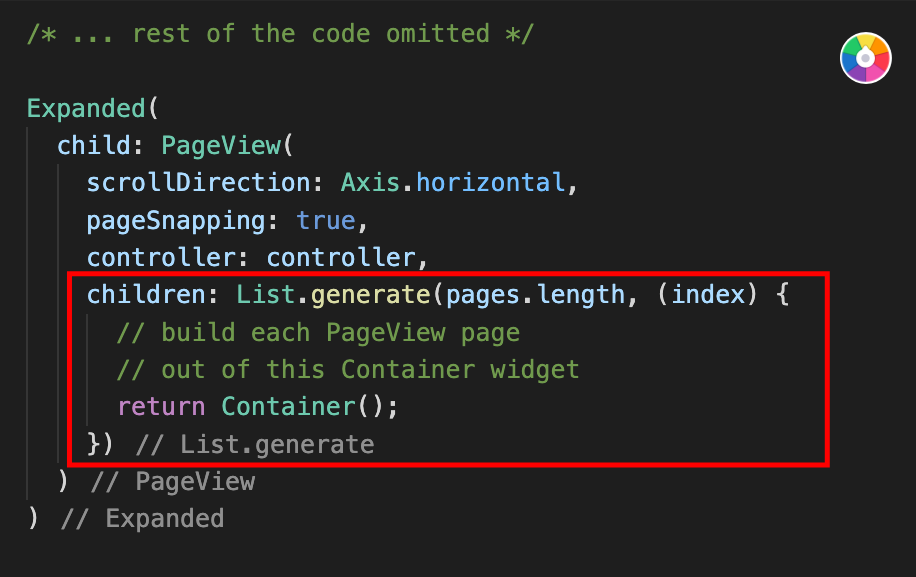 /* ... rest of the code omitted */
Expanded(
child: PageView(
scrollDirection: Axis.horizontal,
pageSnapping: true,
controller: controller,
children: List.generate(pages.length, (index) {
// build each PageView page
// out of this Container widget
return Container();
}) // List.generate
) // PageView
) // Expanded